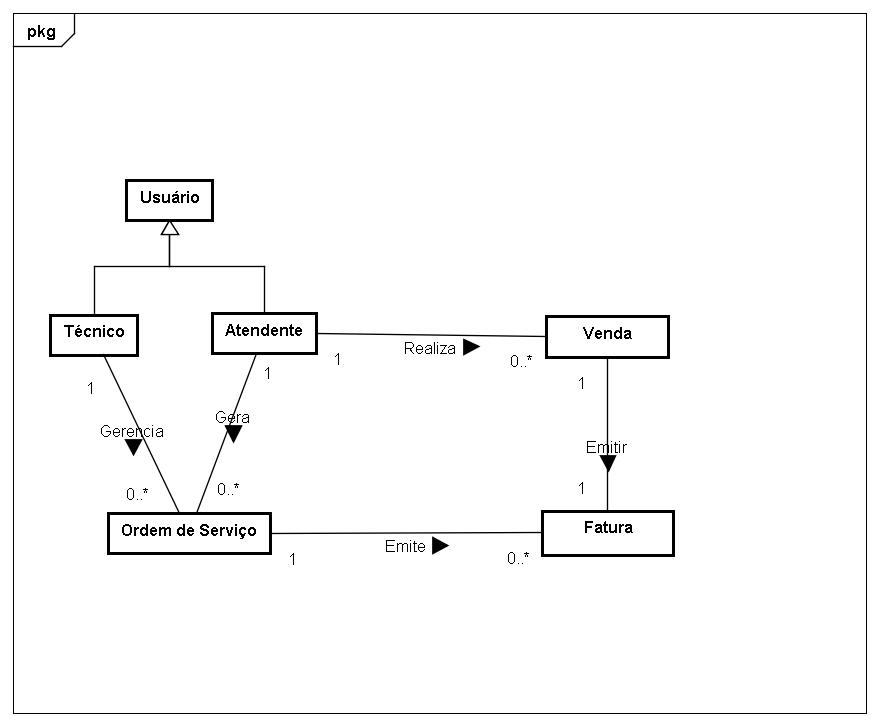 pkg
Usuário
Técnico
Atendente
Venda
Realiza
1
0..*
1
1
1
Gerencia
Gera
Emitir
0..*
0..*
1
Ordem de Serviço
Fatura
Emite
1
0..*